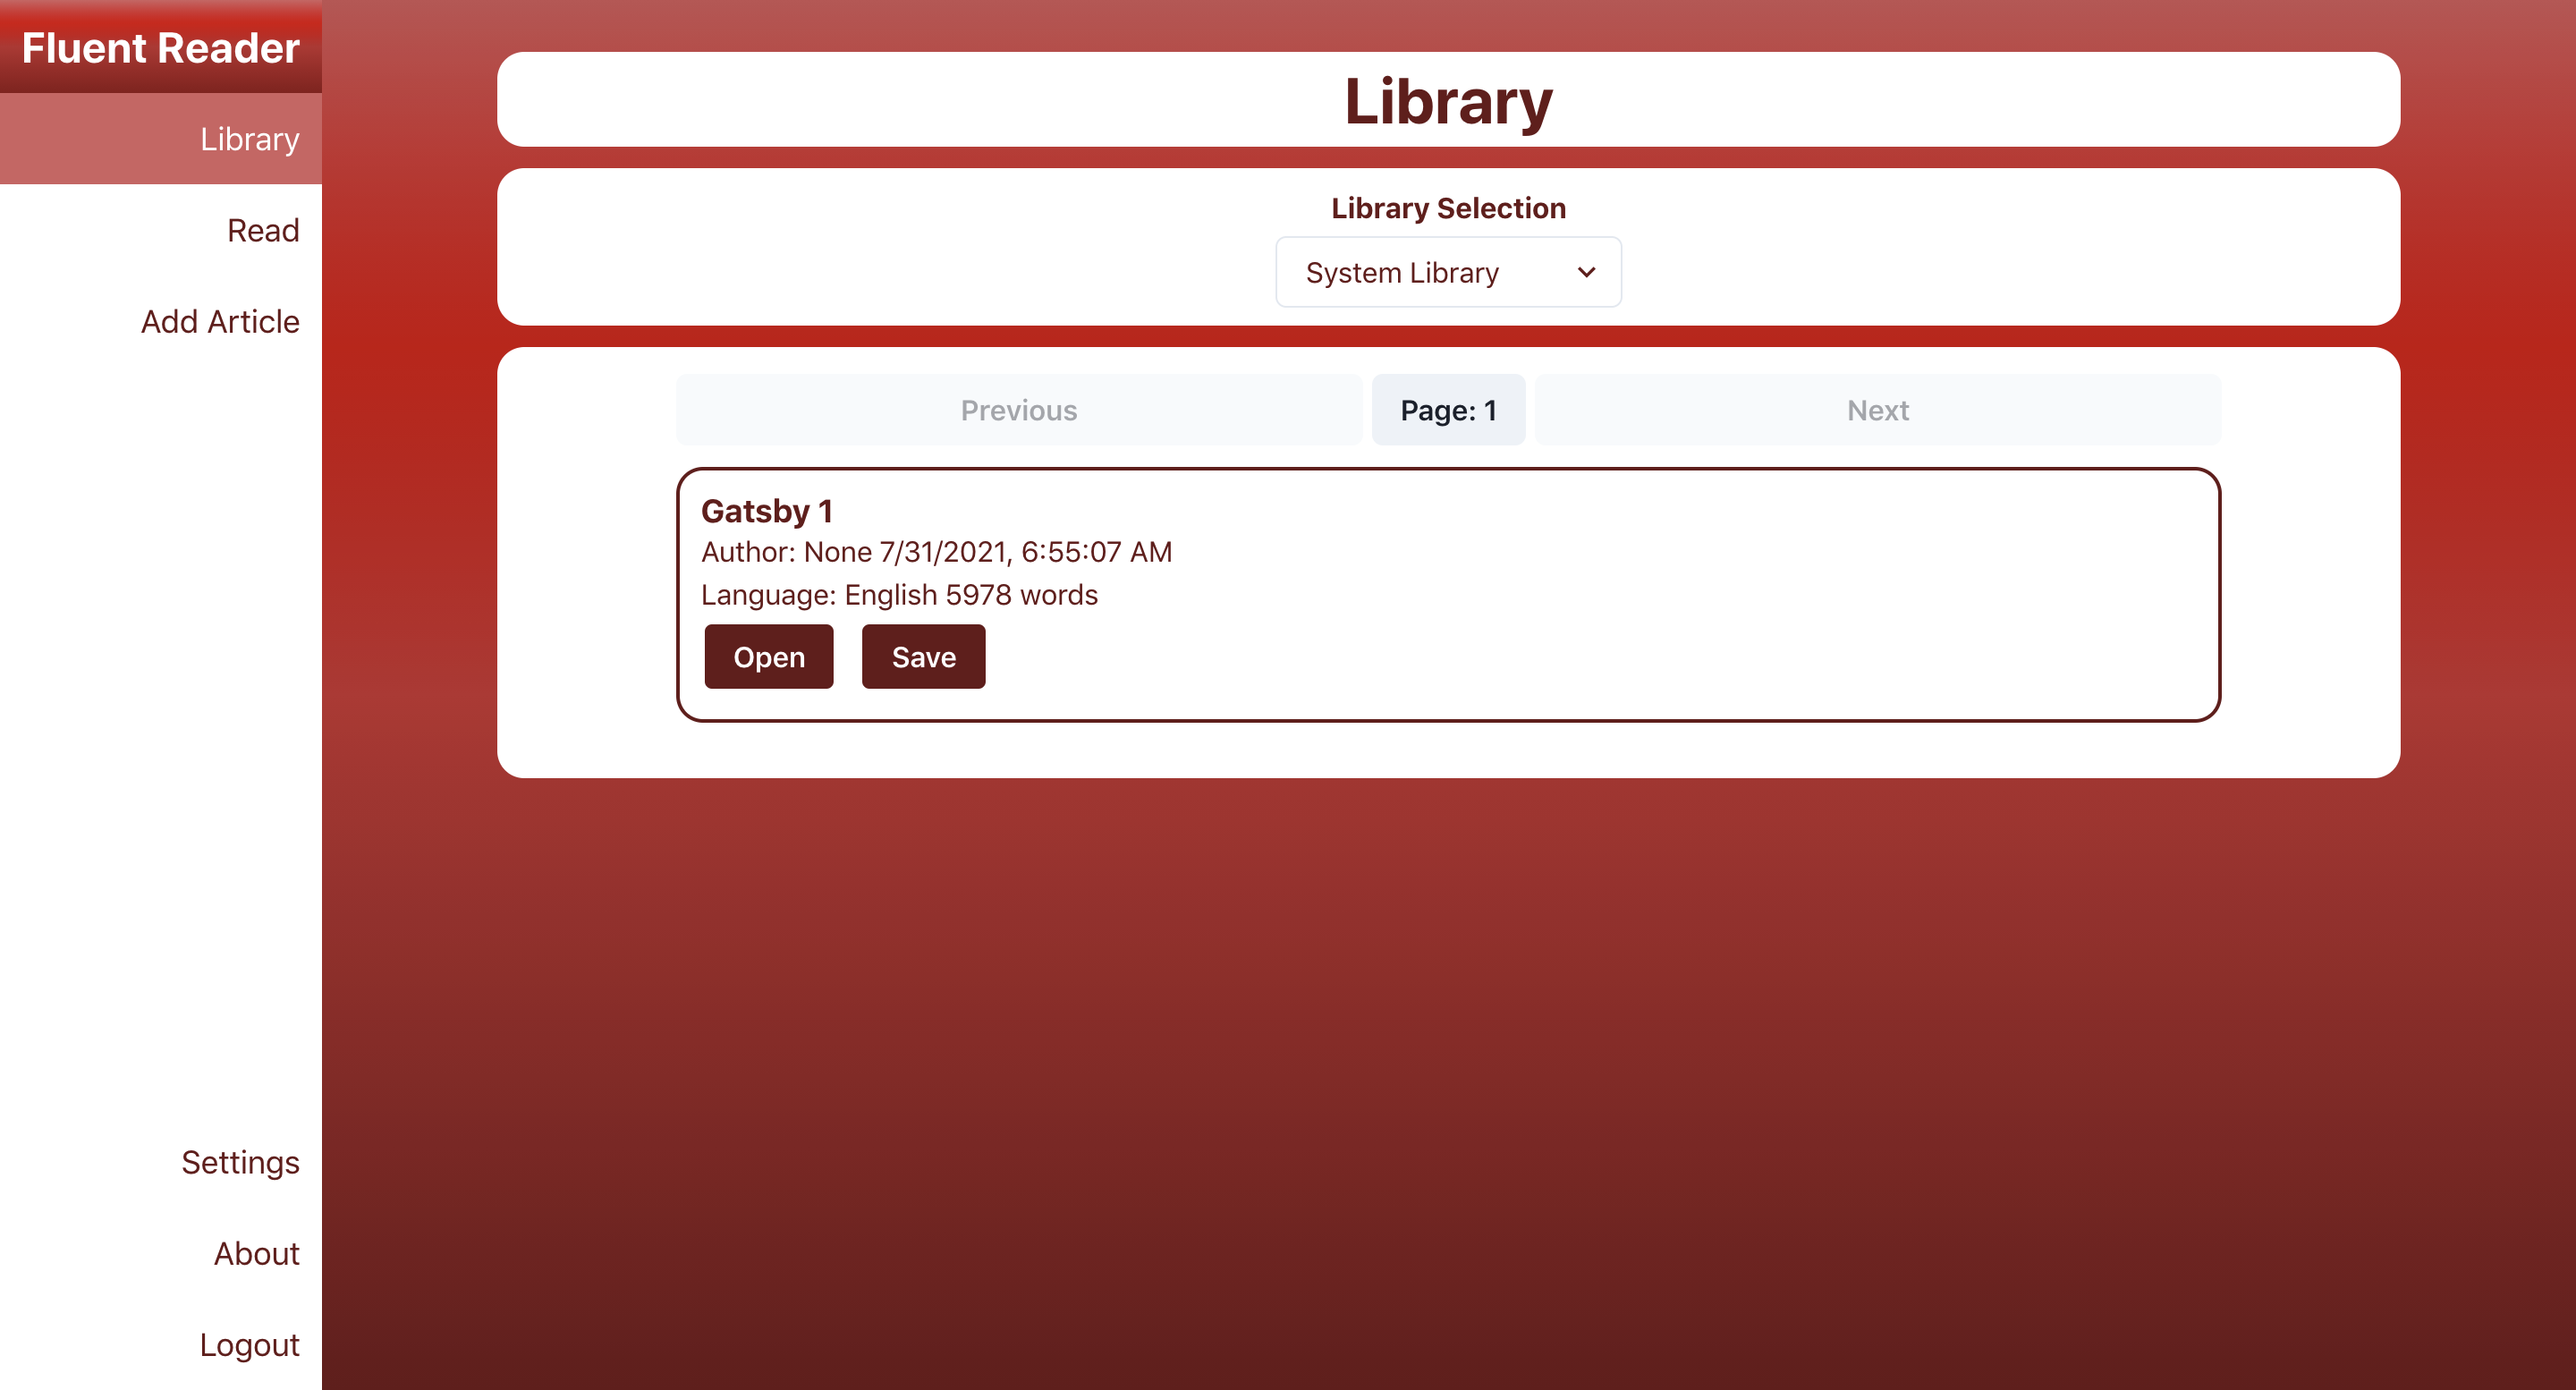 Fluent Reader
Library
Read
Add Article
Settings
About
Logout
Library
Library Selection
System Library
Previous Page: 1 Next
Gatsby 1
Author: None 7/31/2021, 6:55:07 AM
Language: English 5978 words
Open Save